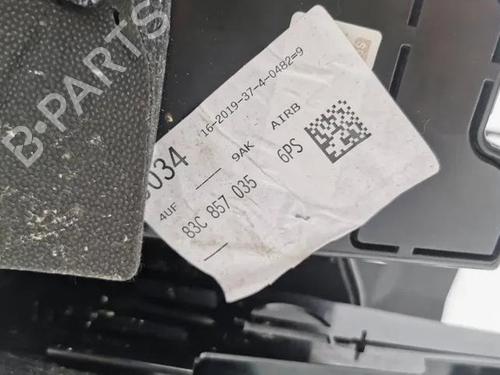 B-PARTS
16-2019-37-4-0482=9
034
9AK AIRB
4UF
83C 857 035 6PS